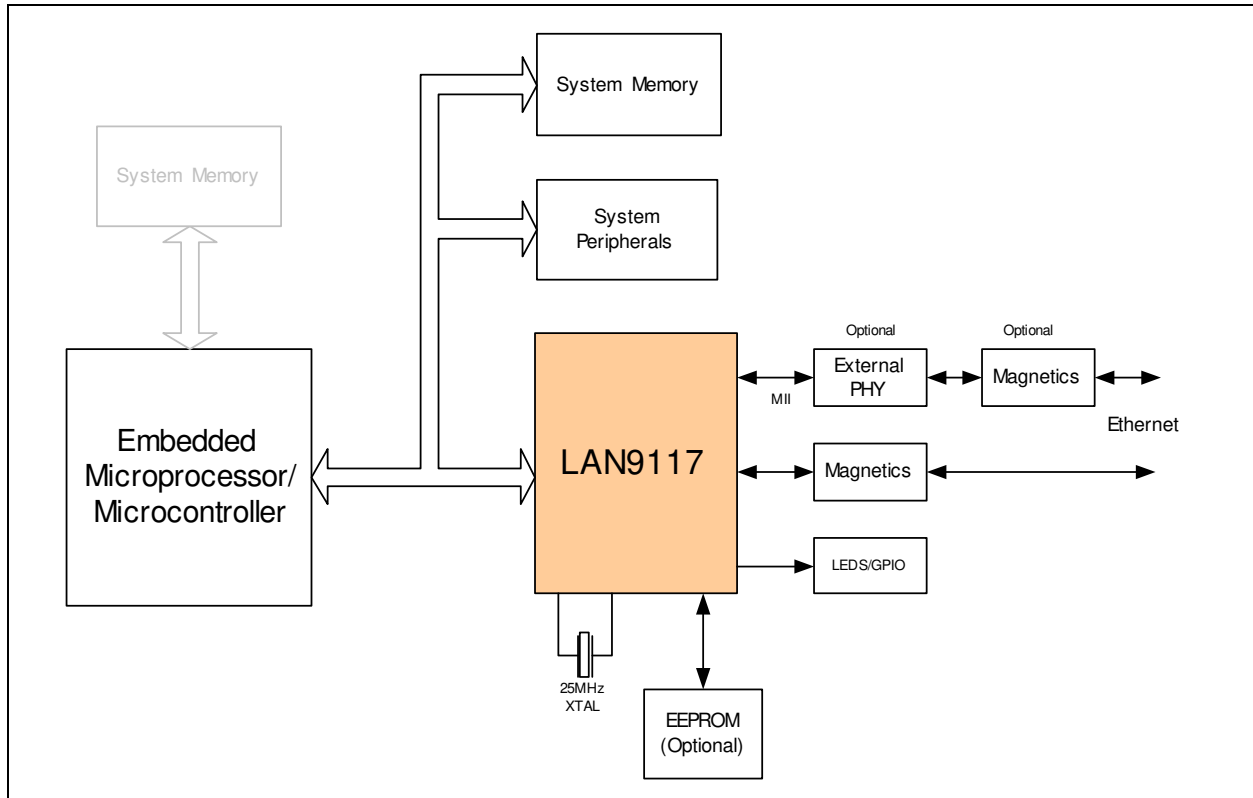 System Memory
System Memory
System
Peripherals
Embedded
Microprocessor/
Microcontroller
LAN9117
Optional
Optional
External
PHY
Magnetics
MII
Ethernet
Magnetics
LEDS/GPIO
25MHz
XTAL
EEPROM
(Optional)